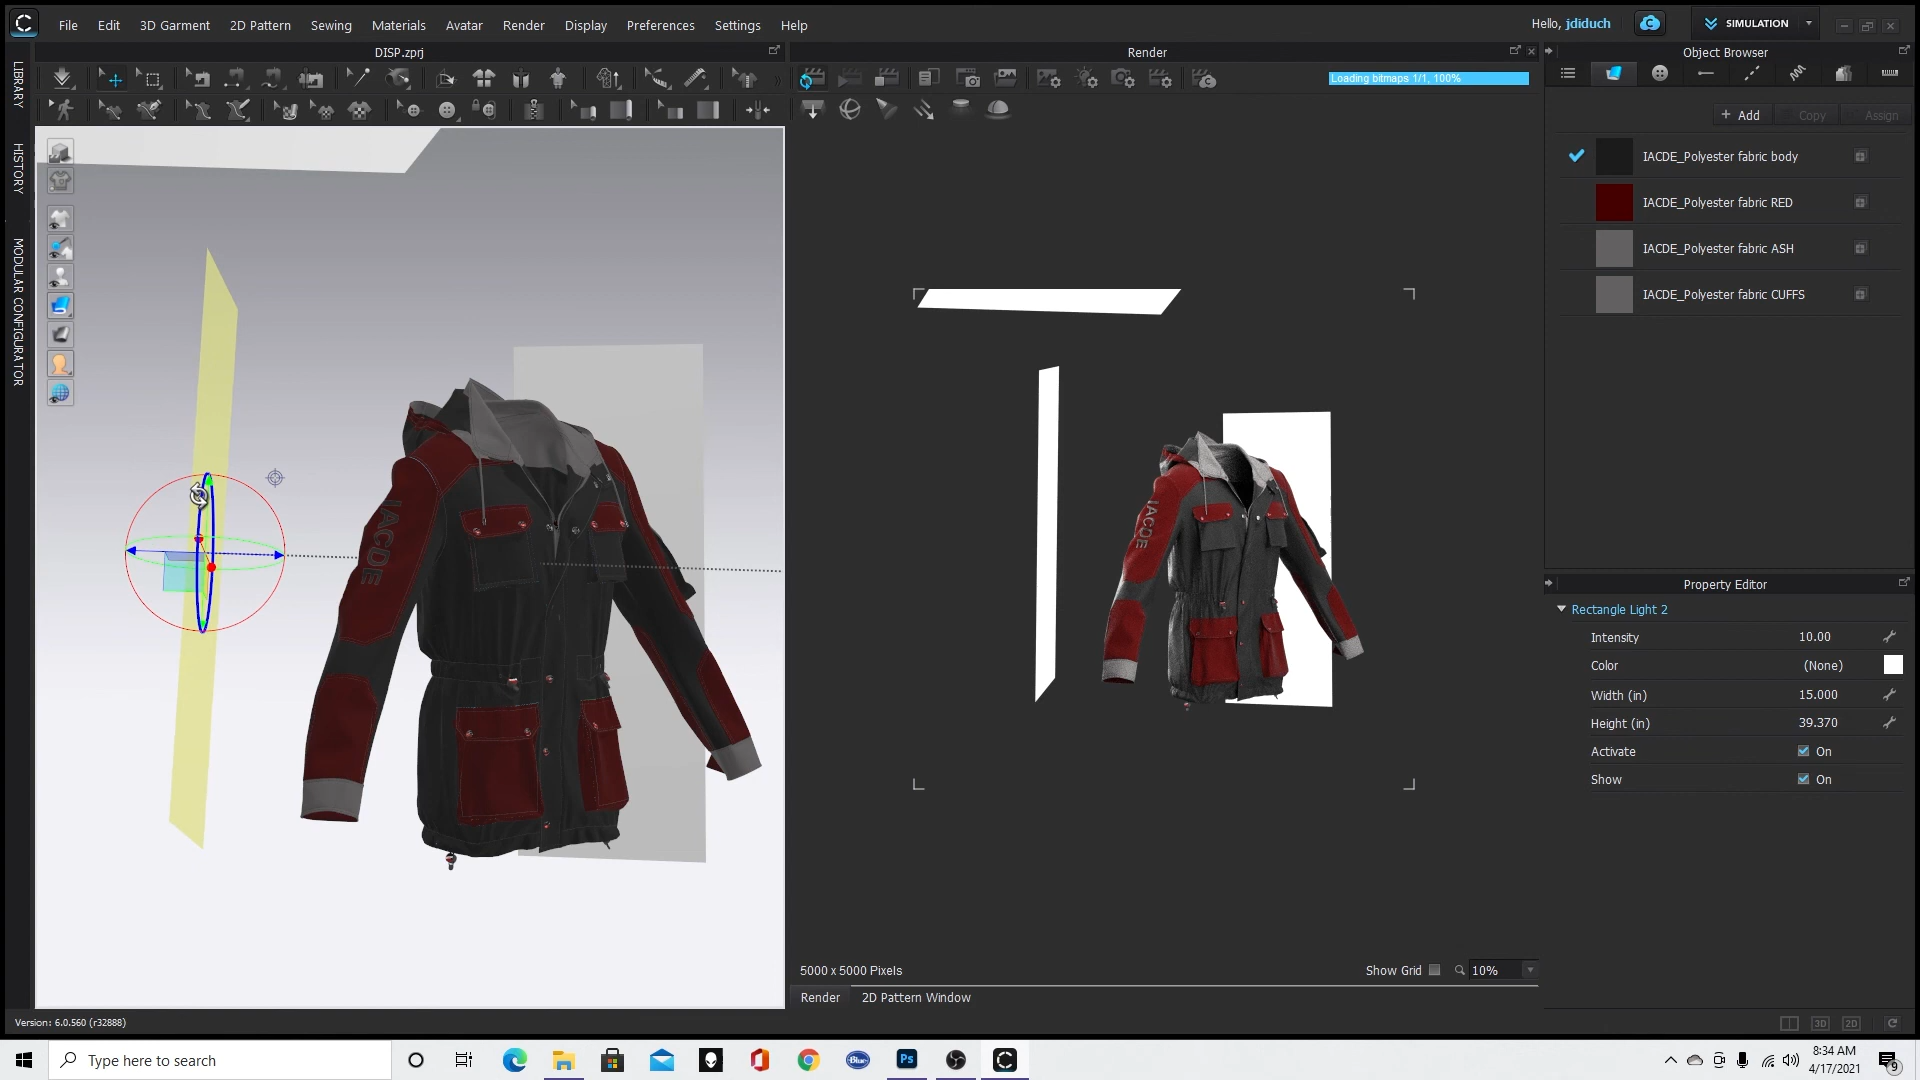 File Edit 3D Garment 2D Pattern Sewing Materials Avatar Render Display Preferences Settings Help
Hello, jdiduch
SIMULATION
DISP.zprj
Render
Object Browser
LIBRARY
HISTORY
MODULAR CONFIGURATOR
Loading bitmaps 1/1, 100%
+ Add Copy Assign
IACDE_Polyester fabric body
IACDE_Polyester fabric RED
IACDE_Polyester fabric ASH
IACDE_Polyester fabric CUFFS
IACDE
IACDE
Property Editor
Rectangle Light 2
Intensity 10.00
Color (None)
Width (in) 15.000
Height (in) 39.370
Activate On
Show On
5000 x 5000 Pixels
Show Grid 10%
Render 2D Pattern Window
Version: 6.0.560 (r32888)
3D 2D
Type here to search
Blue
Ps
8:34 AM
4/17/2021
9